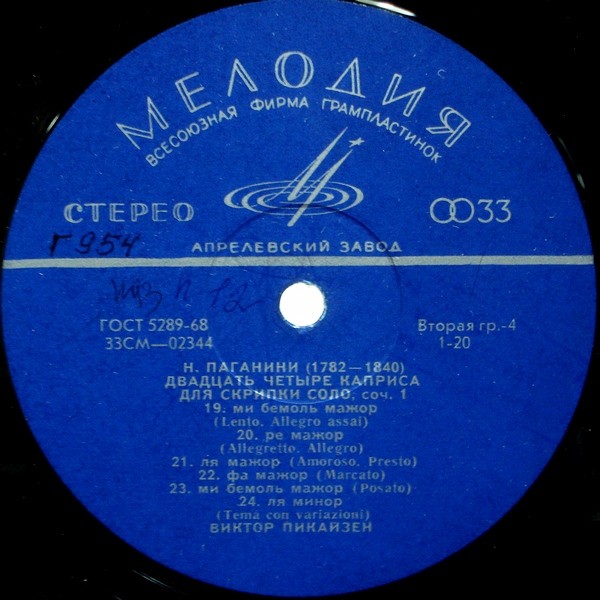 МЕЛОДИЯ
ВСЕСОЮЗНАЯ ФИРМА ГРАМПЛАСТИНОК
СТЕРЕО 33
Г 954
АПРЕЛЕВСКИЙ ЗАВОД
ГОСТ 5289-68 Вторая гр.-4
33СМ—02344 1-20
Н. ПАГАНИНИ (1782—1840)
ДВАДЦАТЬ ЧЕТЫРЕ КАПРИСА
ДЛЯ СКРИПКИ СОЛО, соч. 1
19. ми бемоль мажор
(Lento, Allegro assai)
20. ре мажор
(Allegretto, Allegro)
21. ля мажор (Amoroso, Presto)
22. фа мажор (Marcato)
23. ми бемоль мажор (Posato)
24. ля минор
(Tema con variazioni)
ВИКТОР ПИКАЙЗЕН